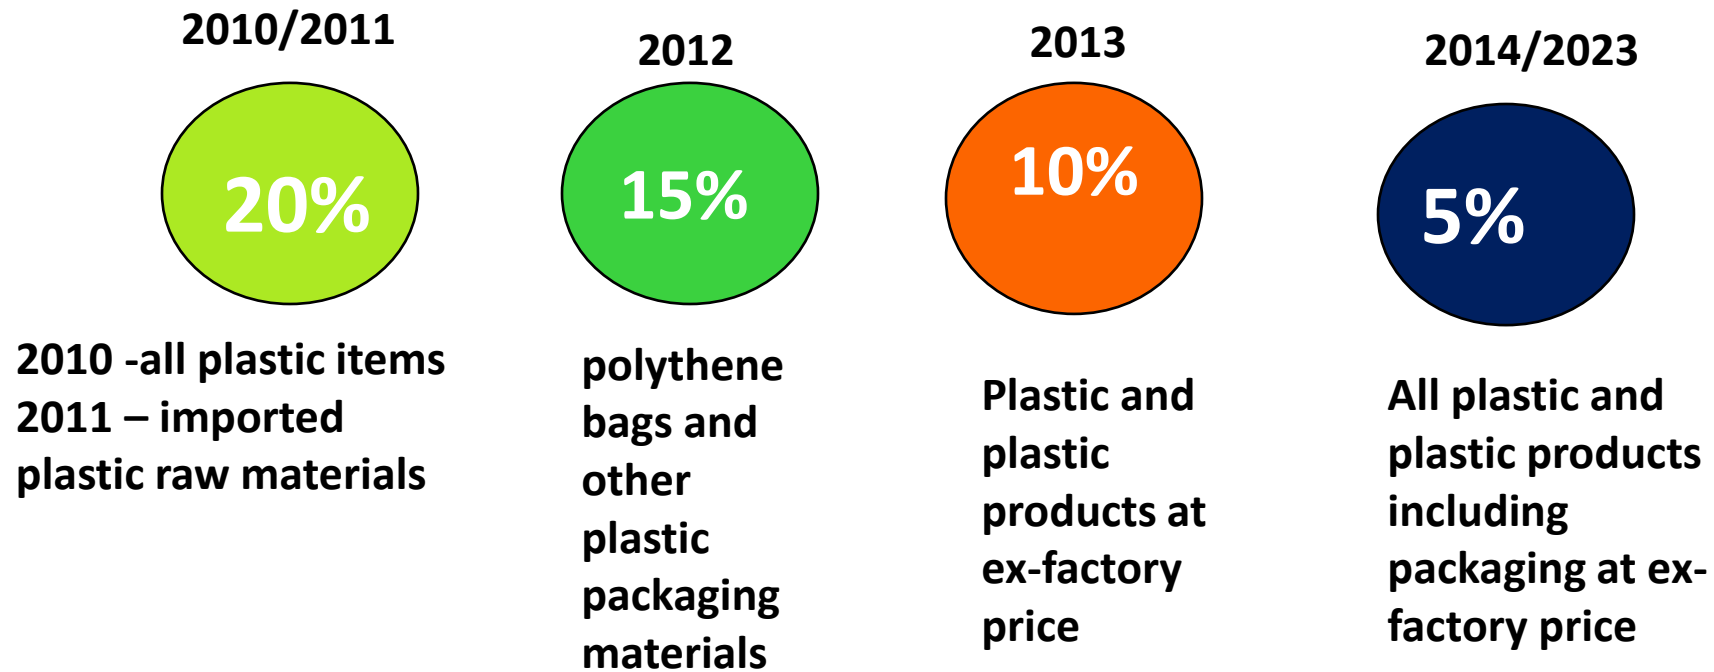 2010/2011
20%
2010 -all plastic items
2011 – imported
plastic raw materials
2012
15%
polythene
bags and
other
plastic
packaging
materials
2013
10%
Plastic and
plastic
products at
ex-factory
price
2014/2023
5%
All plastic and
plastic products
including
packaging at ex-
factory price